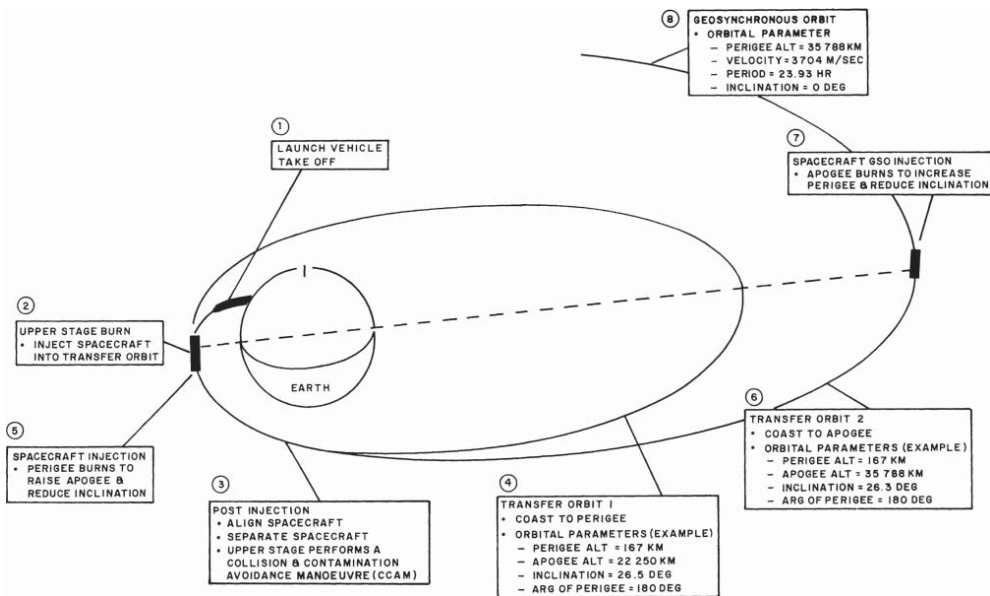 ①
LAUNCH VEHICLE
TAKE OFF
②
UPPER STAGE BURN
• INJECT SPACECRAFT
INTO TRANSFER ORBIT
EARTH
⑤
SPACECRAFT INJECTION
• PERIGEE BURNS TO
RAISE APOGEE &
REDUCE INCLINATION
③
POST INJECTION
• ALIGN SPACECRAFT
• SEPARATE SPACECRAFT
• UPPER STAGE PERFORMS A
COLLISION & CONTAMINATION
AVOIDANCE MANOEUVRE (CCAM)
④
TRANSFER ORBIT 1
• COAST TO PERIGEE
• ORBITAL PARAMETERS (EXAMPLE)
– PERIGEE ALT = 167 KM
– APOGEE ALT = 22 250 KM
– INCLINATION = 26.5 DEG
– ARG OF PERIGEE = 180 DEG
⑥
TRANSFER ORBIT 2
• COAST TO APOGEE
• ORBITAL PARAMETERS (EXAMPLE)
– PERIGEE ALT = 167 KM
– APOGEE ALT = 35 788 KM
– INCLINATION = 26.3 DEG
– ARG OF PERIGEE = 180 DEG
⑦
SPACECRAFT GSO INJECTION
• APOGEE BURNS TO INCREASE
PERIGEE & REDUCE INCLINATION
⑧
GEOSYNCHRONOUS ORBIT
• ORBITAL PARAMETER
– PERIGEE ALT = 35 788 KM
– VELOCITY = 3704 M/SEC
– PERIOD = 23.93 HR
– INCLINATION = 0 DEG